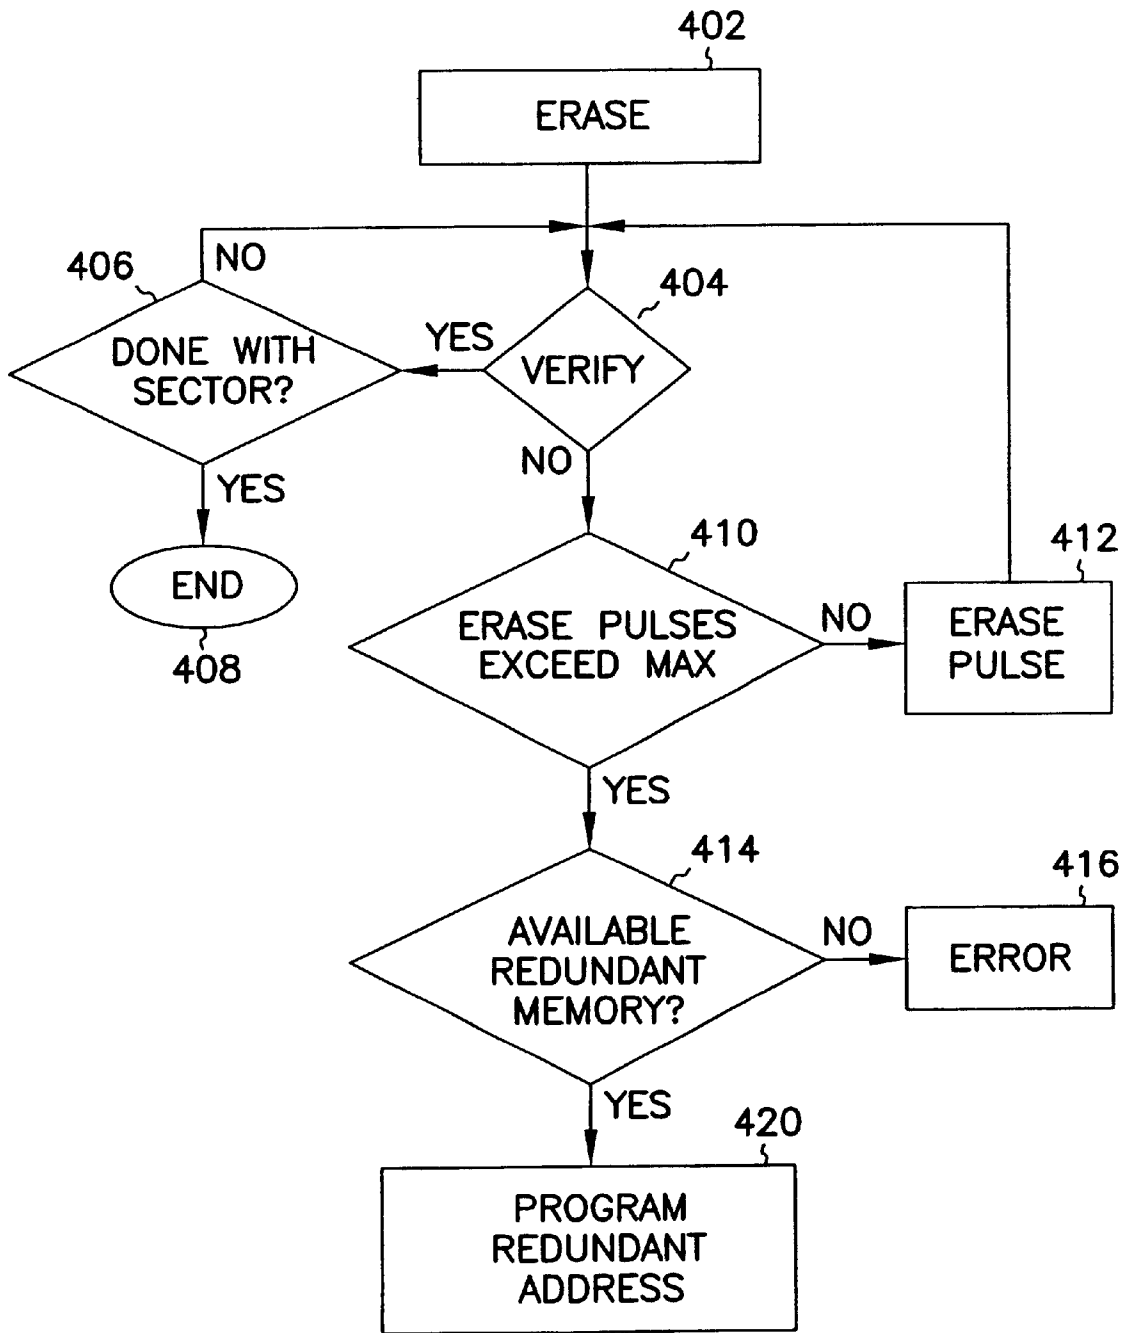 402
ERASE
NO
406
404
YES
DONE WITH
SECTOR?
VERIFY
NO
YES
END
408
410
412
ERASE PULSES
EXCEED MAX
NO
ERASE
PULSE
YES
414
416
AVAILABLE
REDUNDANT
MEMORY?
NO
ERROR
YES
420
PROGRAM
REDUNDANT
ADDRESS